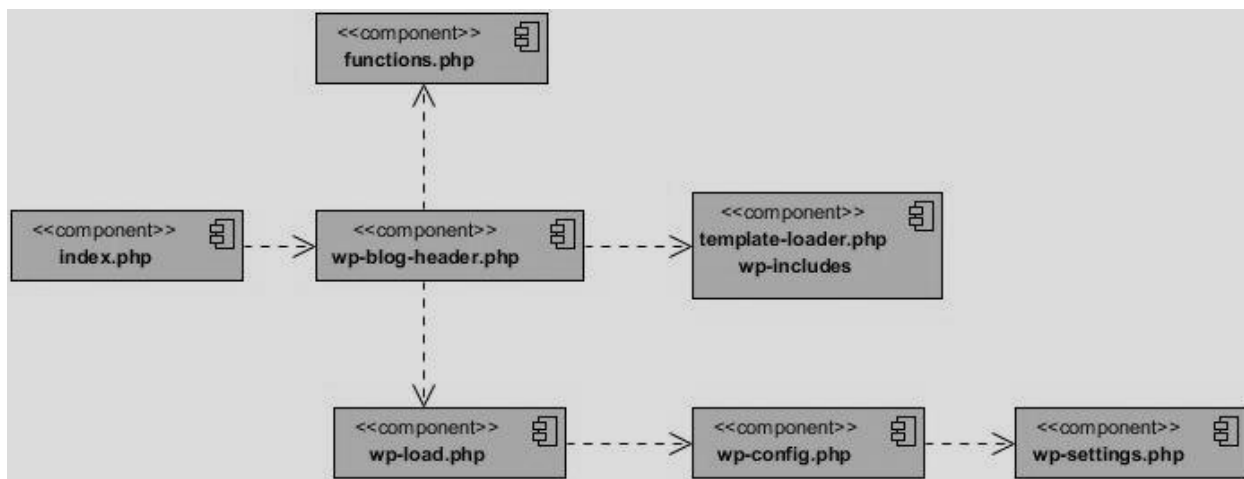 <<component>>
functions.php
<<component>>
index.php
<<component>>
wp-blog-header.php
<<component>>
template-loader.php
wp-includes
<<component>>
wp-load.php
<<component>>
wp-config.php
<<component>>
wp-settings.php